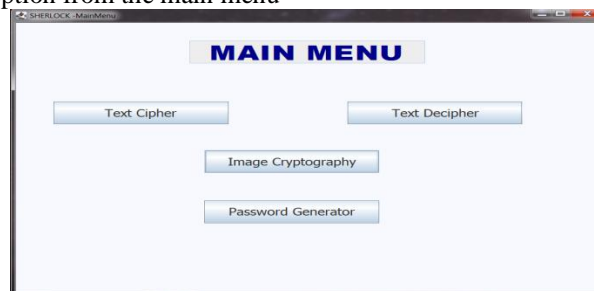 ption from the main menu
SHERLOCK -MainMenu
MAIN MENU
Text Cipher
Text Decipher
Image Cryptography
Password Generator